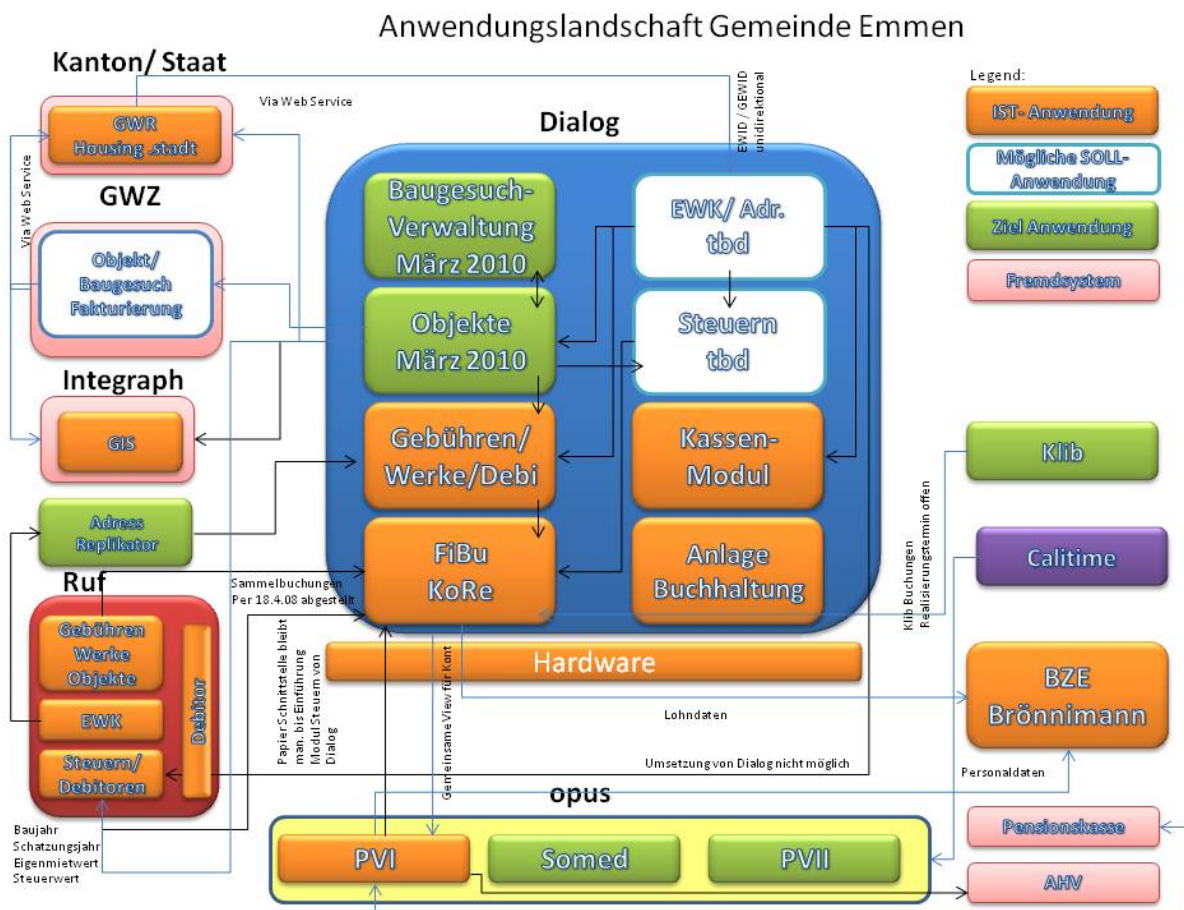 Anwendungslandschaft Gemeinde Emmen
Kanton/ Staat
GWR
Housing .stadt
Via Web Service
Via Web Service
EWID / GEWID
unidirektional
Legend:
IST- Anwendung
Mögliche SOLL-
Anwendung
Ziel Anwendung
Fremdsystem
GWZ
Objekt/
Baugesuch
Fakturierung
Integraph
GIS
Adress
Replikator
Dialog
Baugesuch-
Verwaltung
März 2010
EWK/ Adr.
tbd
Objekte
März 2010
Steuern
tbd
Gebühren/
Werke/Debi
Kassen-
Modul
FiBu
KoRe
Anlage
Buchhaltung
Hardware
Klib
Calitime
Klib Buchungen
Realisierungstermin offen
Ruf
Gebühren
Werke
Objekte
EWK
Steuern/
Debitoren
Debitor
Sammelbuchungen
Per 18.4.08 abgestellt
Papier Schnittstelle bleibt
man. bis Einführung
Modul Steuern von
Dialog
Gemeinsame View für Kont
Lohndaten
BZE
Brönnimann
Umsetzung von Dialog nicht möglich
Personaldaten
Baujahr
Schatzungsjahr
Eigenmietwert
Steuerwert
opus
PVI
Somed
PVII
Pensionskasse
AHV